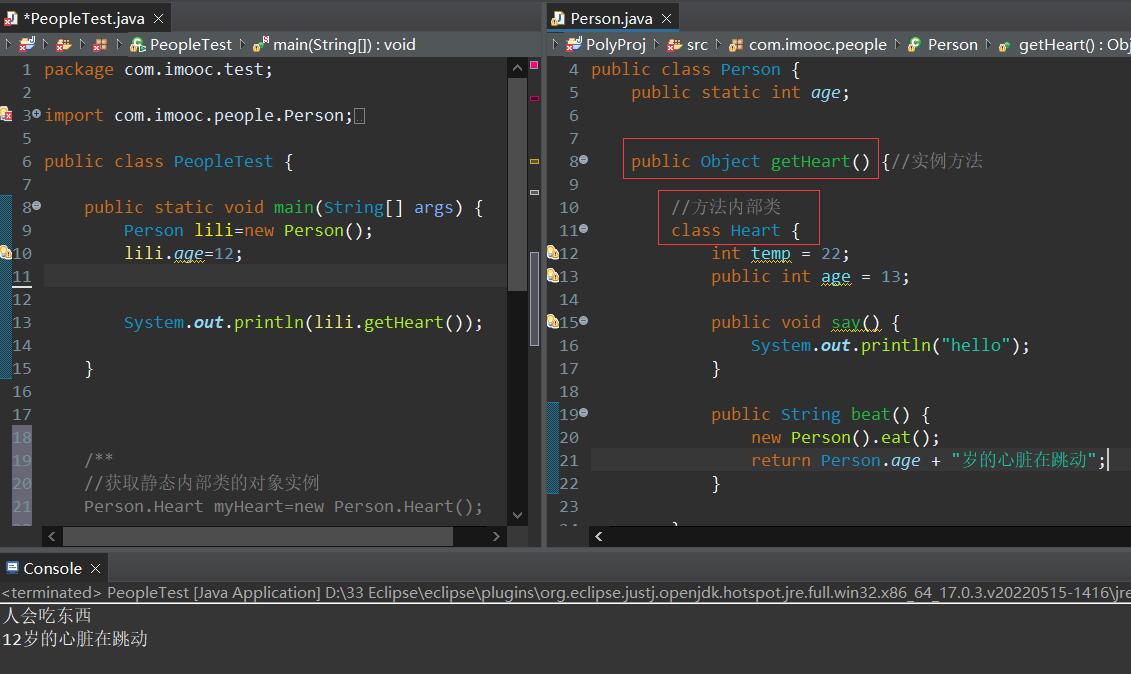 *PeopleTest.java
PeopleTest main(String[]) : void
1 package com.imooc.test;
2
3 import com.imooc.people.Person;
5
6 public class PeopleTest {
7
8 public static void main(String[] args) {
9 Person lili=new Person();
10 lili.age=12;
11
12
13 System.out.println(lili.getHeart());
14
15 }
16
17
18
19 /**
20 //获取静态内部类的对象实例
21 Person.Heart myHeart=new Person.Heart();
Person.java
PolyProj src com.imooc.people Person getHeart() : Obj
4 public class Person {
5 public static int age;
6
7
8 public Object getHeart() {//实例方法
9
10 //方法内部类
11 class Heart {
12 int temp = 22;
13 public int age = 13;
14
15 public void say() {
16 System.out.println("hello");
17 }
18
19 public String beat() {
20 new Person().eat();
21 return Person.age + "岁的心脏在跳动";
22 }
23
Console
<terminated> PeopleTest [Java Application] D:\33 Eclipse\eclipse\plugins\org.eclipse.justj.openjdk.hotspot.jre.full.win32.x86_64_17.0.3.v20220515-1416\jre
人会吃东西
12岁的心脏在跳动